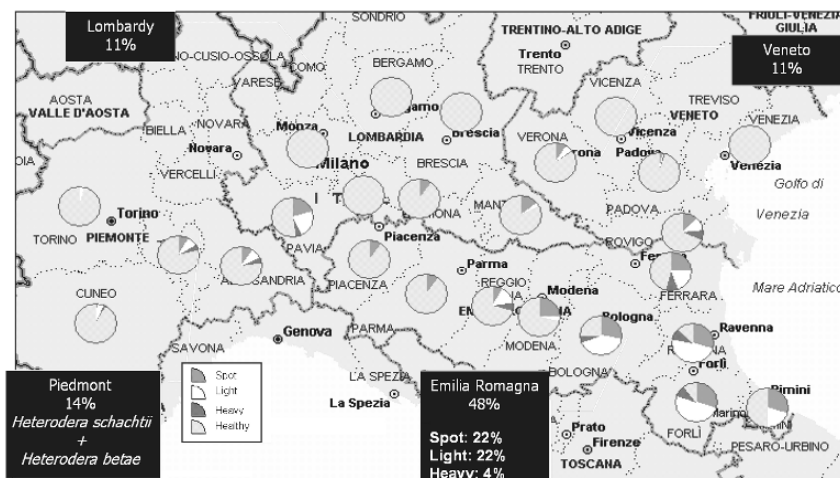 Lombardy
11%
SONDRIO
TRENTINO-ALTO ADIGE
Trento
TRENTO
FRIULI-VENEZIA
GIULIA
Veneto
11%
COMO
BERGAMO
VARESE
AOSTA
VALLE D'AOSTA
BIELLA
NOVARA
Novara
VERCELLI
Monza
LOMBARDIA
Milano
BRESCIA
VICENZA
Vicenza
TREVISO
VENETO
VENEZIA
Venezia
VERONA
Padova
PADOVA
Golfo di
Venezia
Torino
TORINO
PIEMONTE
PAVIA
Piacenza
PIACENZA
ROVIGO
FERRARA
Mare Adriatico
CUNEO
Parma
REGGIO
Modena
MODENA
Bologna
BOLOGNA
Ravenna
SAVONA
Genova
PARMA
LA SPEZIA
La Spezia
Forlì
FORLÌ
Rimini
PESARO-URBINO
Prato
Firenze
TOSCANA
Piedmont
14%
Heterodera schachtii
+
Heterodera betae
Spot
Light
Heavy
Healthy
Emilia Romagna
48%
Spot: 22%
Light: 22%
Heavy: 4%